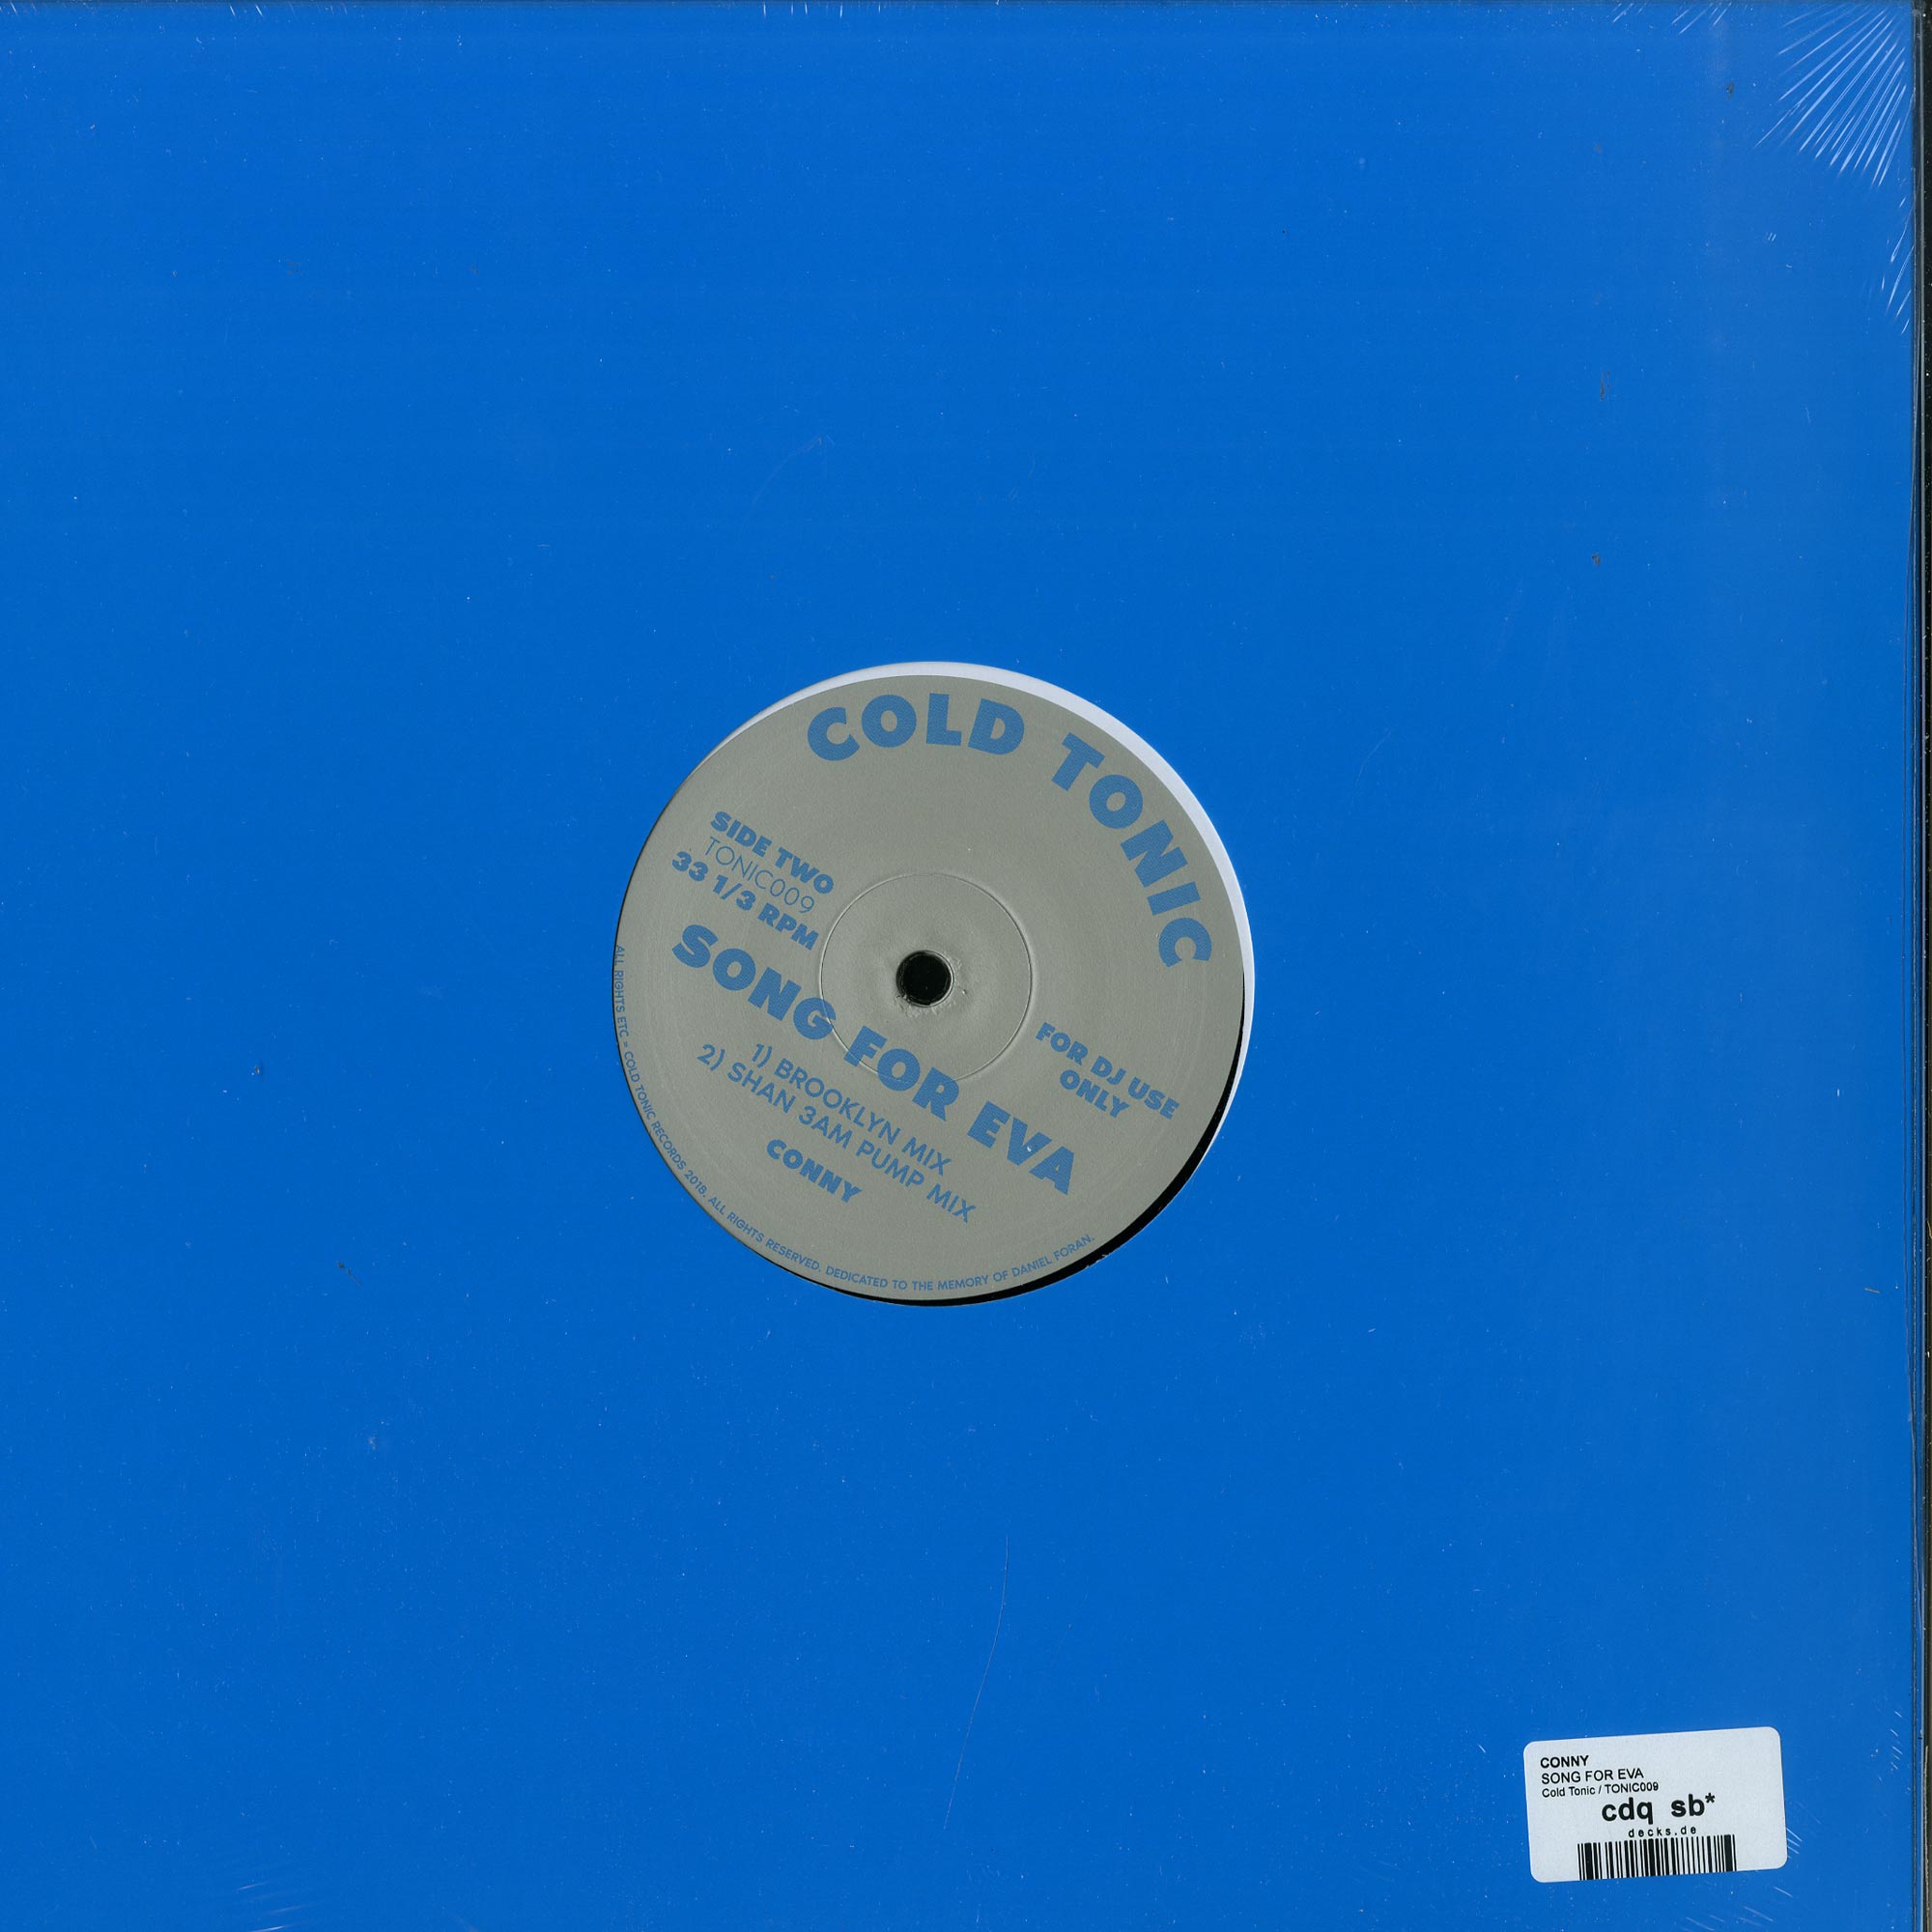 COLD TONIC
SIDE TWO
TONIC009
33 1/3 RPM
FOR DJ USE
ONLY
SONG FOR EVA
1) BROOKLYN MIX
2) SHAN 3AM PUMP MIX
CONNY
ALL RIGHTS ETC = COLD TONIC RECORDS 2018. ALL RIGHTS RESERVED. DEDICATED TO THE MEMORY OF DANIEL FORAN.
CONNY
SONG FOR EVA
Cold Tonic / TONIC009
cdq sb*
decks.de